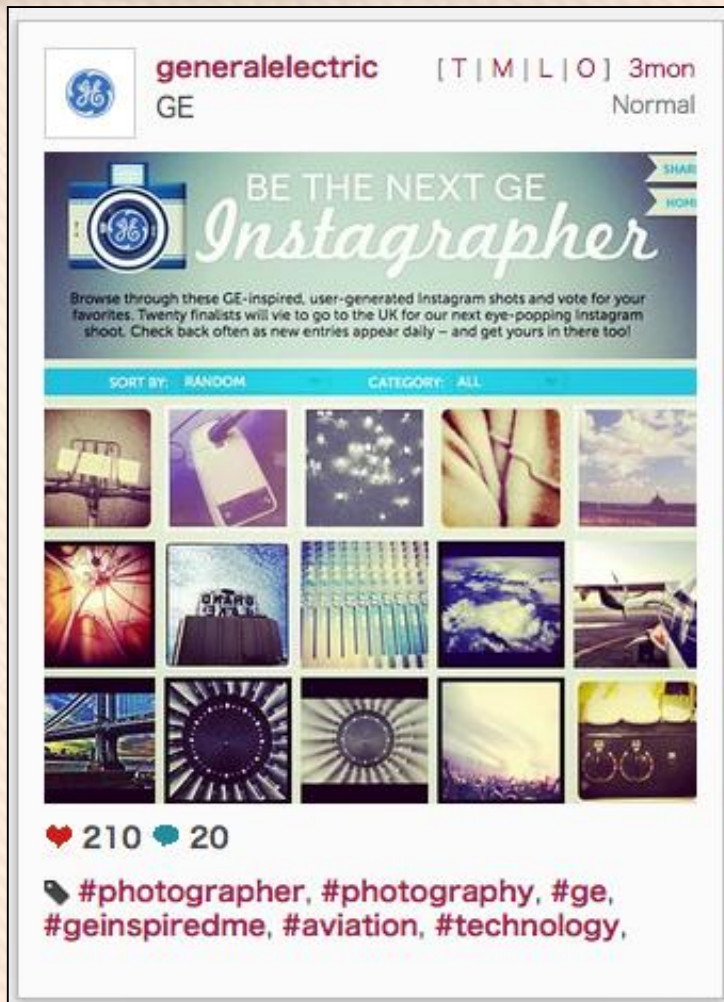 generalelectric [ T | M | L | O ] 3mon
GE Normal
BE THE NEXT GE
Instagrapher
SHAR
HOM
Browse through these GE-inspired, user-generated Instagram shots and vote for your
favorites. Twenty finalists will vie to go to the UK for our next eye-popping Instagram
shoot. Check back often as new entries appear daily – and get yours in there too!
SORT BY: RANDOM CATEGORY: ALL
210 20
#photographer, #photography, #ge,
#geinspiredme, #aviation, #technology,